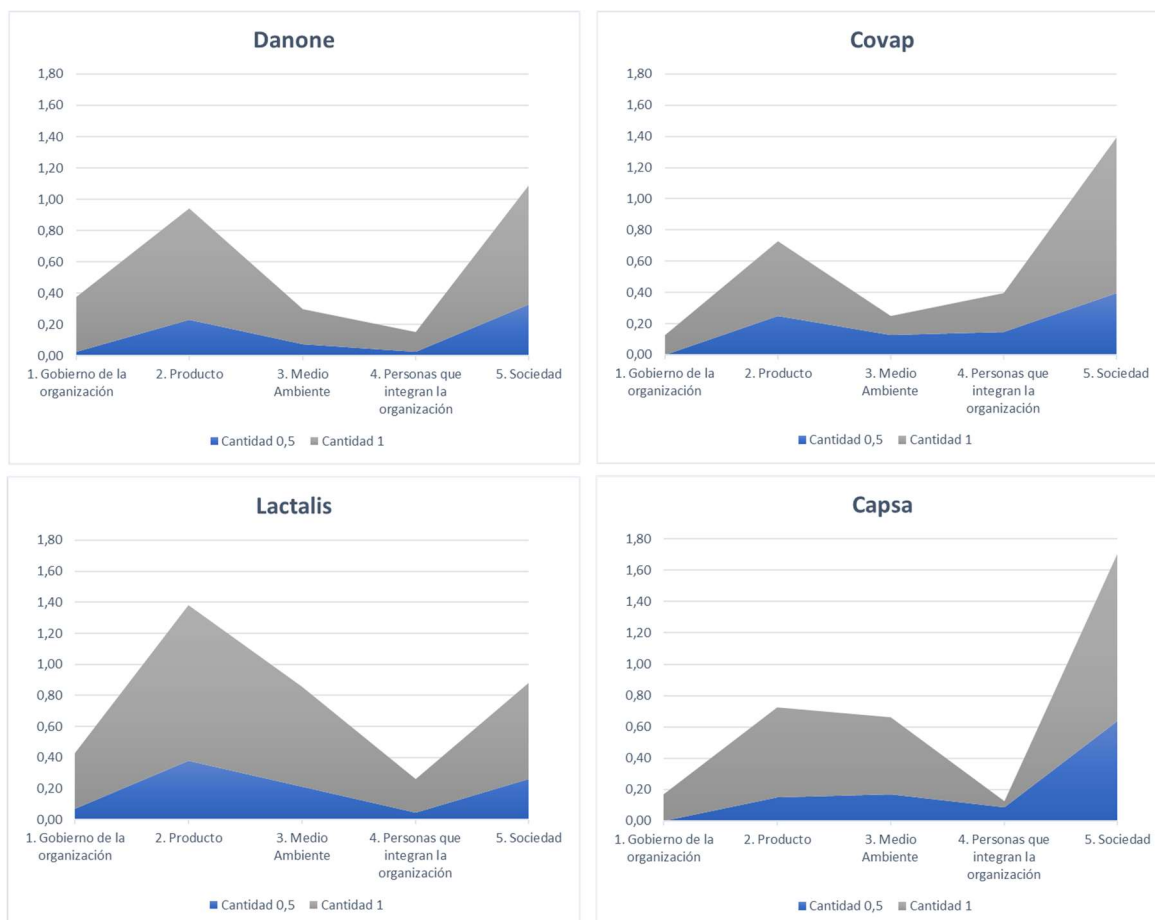 Danone
1,80
1,60
1,40
1,20
1,00
0,80
0,60
0,40
0,20
0,00
1. Gobierno de la
organización
2. Producto
3. Medio
Ambiente
4. Personas que
integran la
organización
5. Sociedad
Cantidad 0,5
Cantidad 1
Covap
1,80
1,60
1,40
1,20
1,00
0,80
0,60
0,40
0,20
0,00
1. Gobierno de la
organización
2. Producto
3. Medio
Ambiente
4. Personas que
integran la
organización
5. Sociedad
Cantidad 0,5
Cantidad 1
Lactalis
1,80
1,60
1,40
1,20
1,00
0,80
0,60
0,40
0,20
0,00
1. Gobierno de la
organización
2. Producto
3. Medio
Ambiente
4. Personas que
integran la
organización
5. Sociedad
Cantidad 0,5
Cantidad 1
Capsa
1,80
1,60
1,40
1,20
1,00
0,80
0,60
0,40
0,20
0,00
1. Gobierno de la
organización
2. Producto
3. Medio
Ambiente
4. Personas que
integran la
organización
5. Sociedad
Cantidad 0,5
Cantidad 1